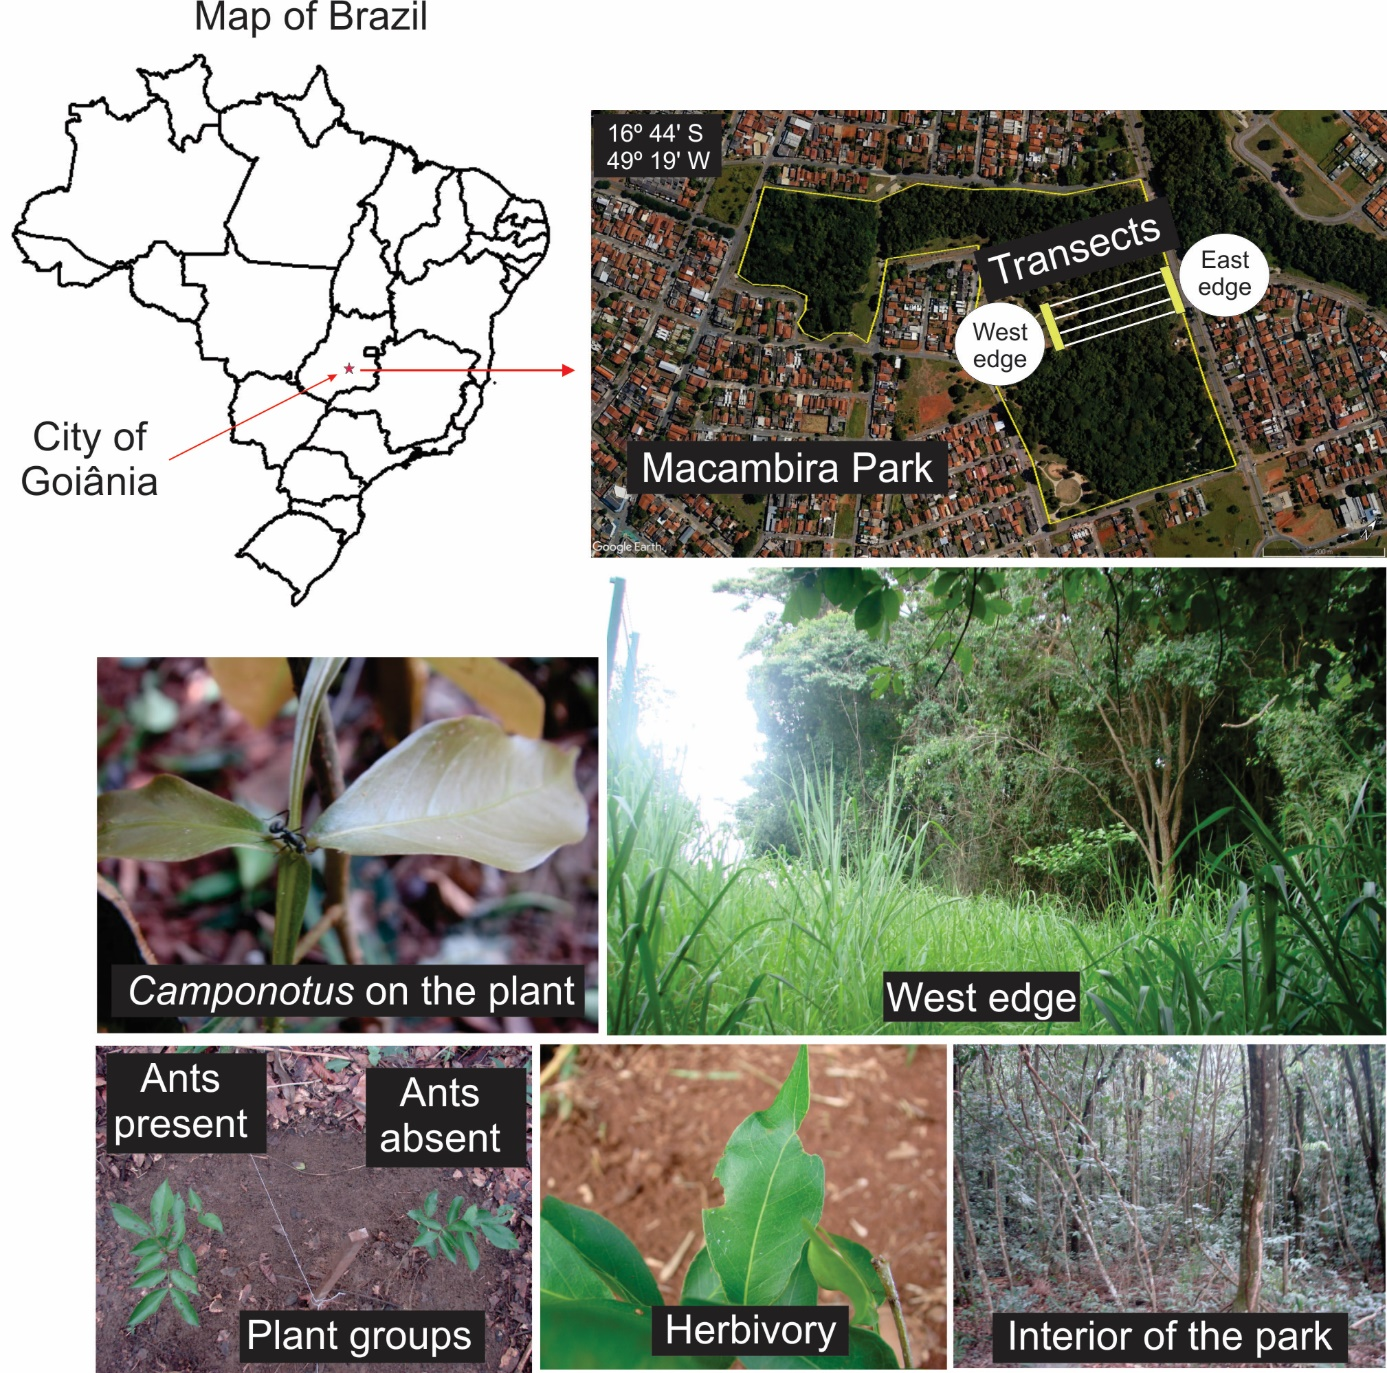 Map of Brazil
16º 44' S
49º 19' W
Transects
East
edge
West
edge
City of
Goiânia
Macambira Park
Google Earth
200 m
Camponotus on the plant
West edge
Ants
present
Ants
absent
Plant groups
Herbivory
Interior of the park